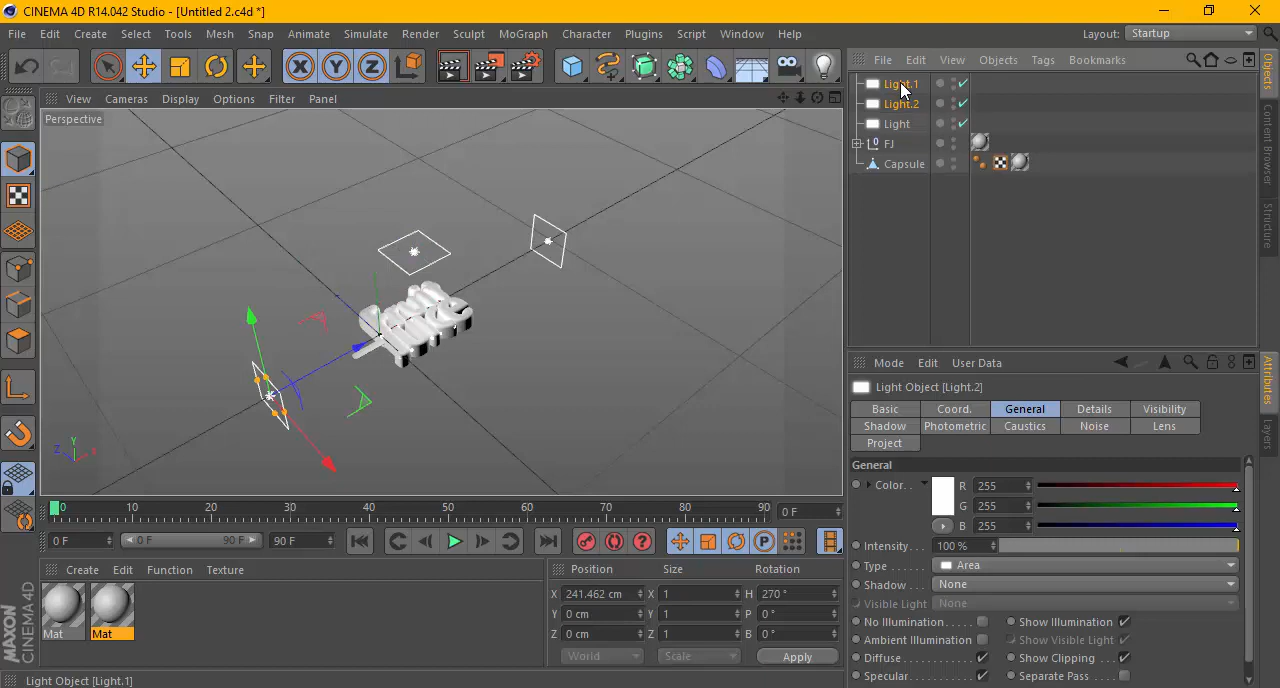 CINEMA 4D R14.042 Studio - [Untitled 2.c4d *]
File Edit Create Select Tools Mesh Snap Animate Simulate Render Sculpt MoGraph Character Plugins Script Window Help Layout: Startup
File Edit View Objects Tags Bookmarks
View Cameras Display Options Filter Panel
Perspective
Light.1
Light.2
Light
FJ
Capsule
Objects
Content Browser
Structure
Mode Edit User Data
Light Object [Light.2]
Basic Coord. General Details Visibility
Shadow Photometric Caustics Noise Lens
Project
General
Color. . R 255
G 255
B 255
Intensity. . . 100 %
Type . . . . . . Area
Shadow. . . . None
Visible Light None
No Illumination . . . . . Show Illumination
Ambient Illumination Show Visible Light
Diffuse. . . . . . . . . . . . Show Clipping . . .
Specular. . . . . . . . . . . Separate Pass . . . .
Attributes
Layers
Y
Z X
0 10 20 30 40 50 60 70 80 90 0 F
0 F 0 F 90 F 90 F
Create Edit Function Texture
Mat Mat
Position Size Rotation
X 241.462 cm X 1 H 270 °
Y 0 cm Y 1 P 0 °
Z 0 cm Z 1 B 0 °
World Scale Apply
MAXON CINEMA 4D
Light Object [Light.1]